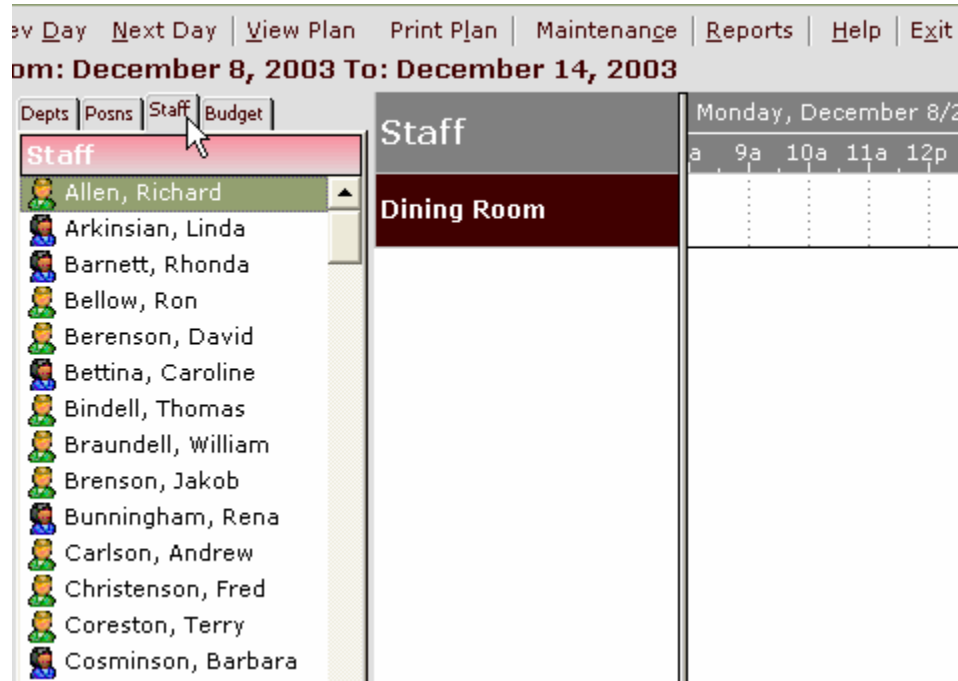 ev Day Next Day View Plan Print Plan Maintenance Reports Help Exit
om: December 8, 2003 To: December 14, 2003
Depts Posns Staff Budget
Staff
Allen, Richard
Arkinsian, Linda
Barnett, Rhonda
Bellow, Ron
Berenson, David
Bettina, Caroline
Bindell, Thomas
Braundell, William
Brenson, Jakob
Bunningham, Rena
Carlson, Andrew
Christenson, Fred
Coreston, Terry
Cosminson, Barbara
Staff
Dining Room
Monday, December 8/2
a 9a 10a 11a 12p